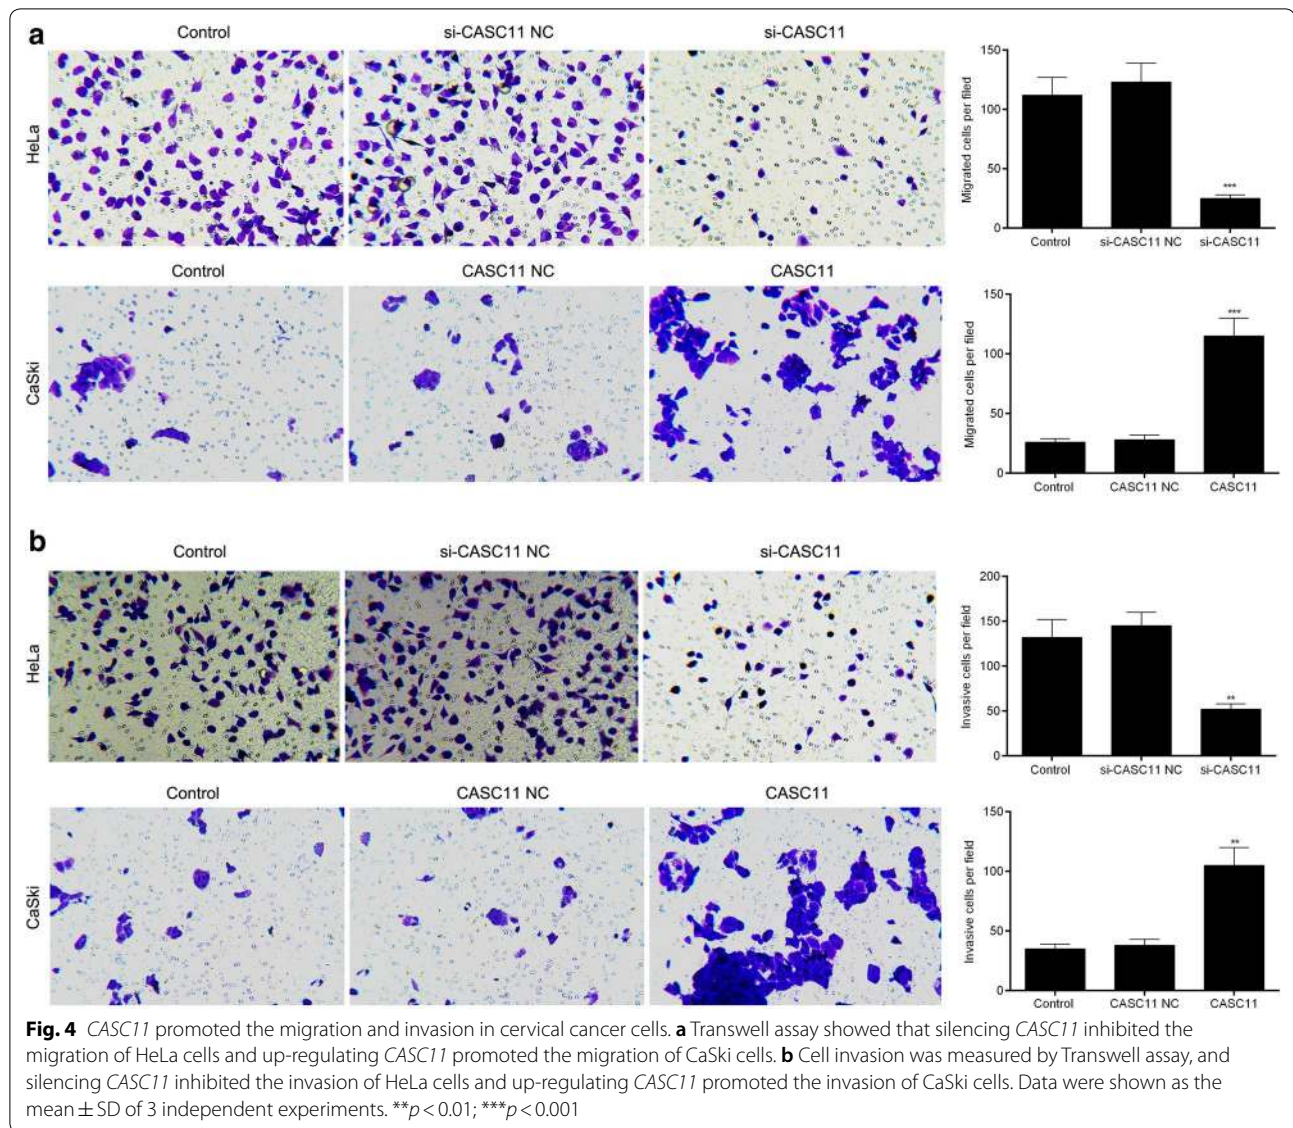 a
Control si-CASC11 NC si-CASC11
HeLa
150
100
50
0
Migrated cells per filed
***
Control si-CASC11 NC si-CASC11
Control CASC11 NC CASC11
CaSki
150
100
50
0
Migrated cells per filed
***
Control CASC11 NC CASC11
b
Control si-CASC11 NC si-CASC11
HeLa
200
150
100
50
0
Invasive cells per field
**
Control si-CASC11 NC si-CASC11
Control CASC11 NC CASC11
CaSki
150
100
50
0
Invasive cells per field
**
Control CASC11 NC CASC11
Fig. 4 CASC11 promoted the migration and invasion in cervical cancer cells. a Transwell assay showed that silencing CASC11 inhibited the
migration of HeLa cells and up-regulating CASC11 promoted the migration of CaSki cells. b Cell invasion was measured by Transwell assay, and
silencing CASC11 inhibited the invasion of HeLa cells and up-regulating CASC11 promoted the invasion of CaSki cells. Data were shown as the
mean ± SD of 3 independent experiments. **p < 0.01; ***p < 0.001